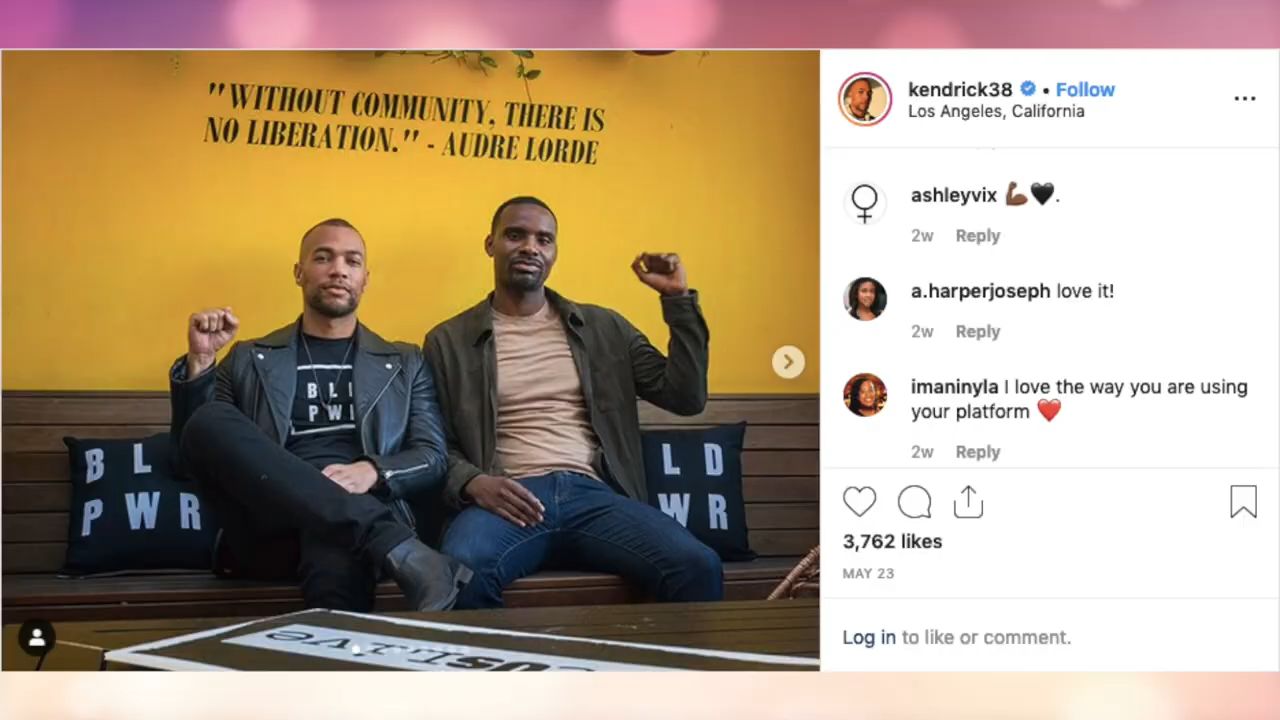 "WITHOUT COMMUNITY, THERE IS
NO LIBERATION." - AUDRE LORDE
BL
PWR
BL
PW
LD
WR
kendrick38 • Follow
Los Angeles, California
ashleyvix 💪🏾🖤.
2w Reply
a.harperjoseph love it!
2w Reply
imaninyla I love the way you are using
your platform ❤️
2w Reply
3,762 likes
MAY 23
Log in to like or comment.